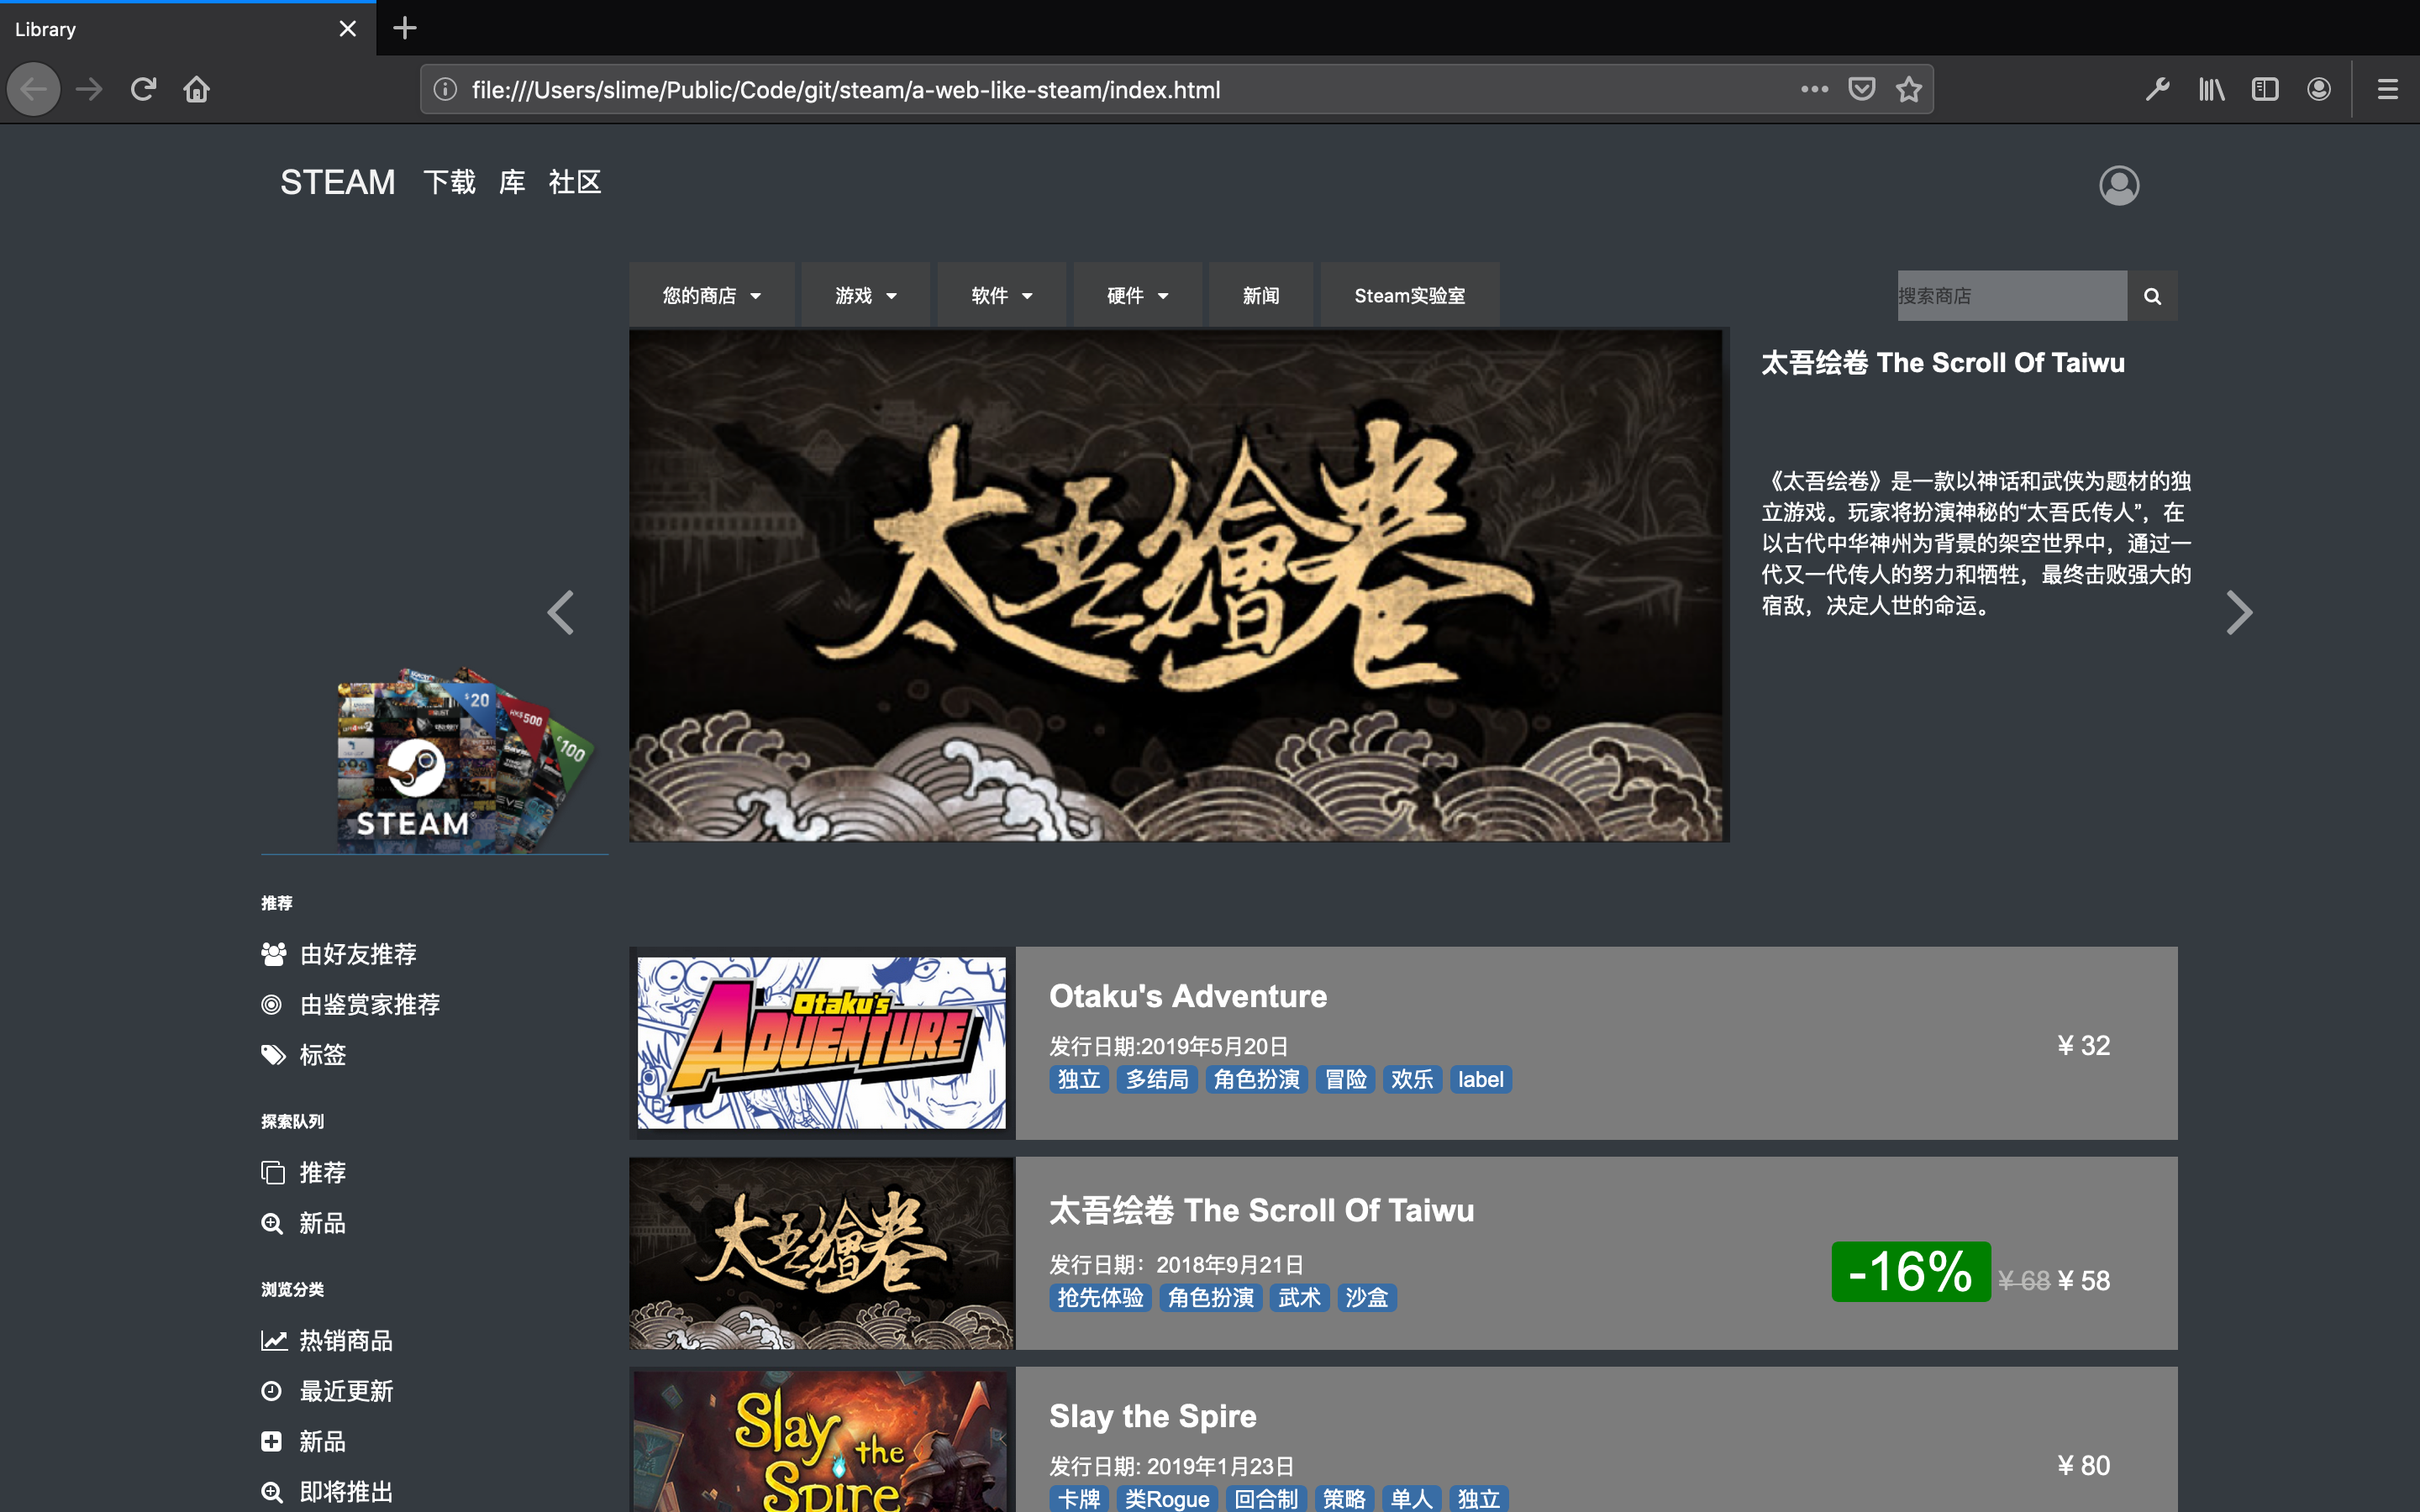 Library
file:///Users/slime/Public/Code/git/steam/a-web-like-steam/index.html
STEAM 下载 库 社区
您的商店 游戏 软件 硬件 新闻 Steam实验室 搜索商店
太吾绘卷 The Scroll Of Taiwu
太吾繪卷
《太吾绘卷》是一款以神话和武侠为题材的独
立游戏。玩家将扮演神秘的“太吾氏传人”，在
以古代中华神州为背景的架空世界中，通过一
代又一代传人的努力和牺牲，最终击败强大的
宿敌，决定人世的命运。
$20
HK$500
€100
STEAM
推荐
由好友推荐
由鉴赏家推荐
标签
探索队列
推荐
新品
浏览分类
热销商品
最近更新
新品
即将推出
Otaku's
ADVENTURE
Otaku's Adventure
发行日期:2019年5月20日
独立 多结局 角色扮演 冒险 欢乐 label
¥ 32
太吾繪卷
太吾绘卷 The Scroll Of Taiwu
发行日期：2018年9月21日
抢先体验 角色扮演 武术 沙盒
-16% ¥ 68 ¥ 58
Slay the
Spire
Slay the Spire
发行日期: 2019年1月23日
卡牌 类Rogue 回合制 策略 单人 独立
¥ 80